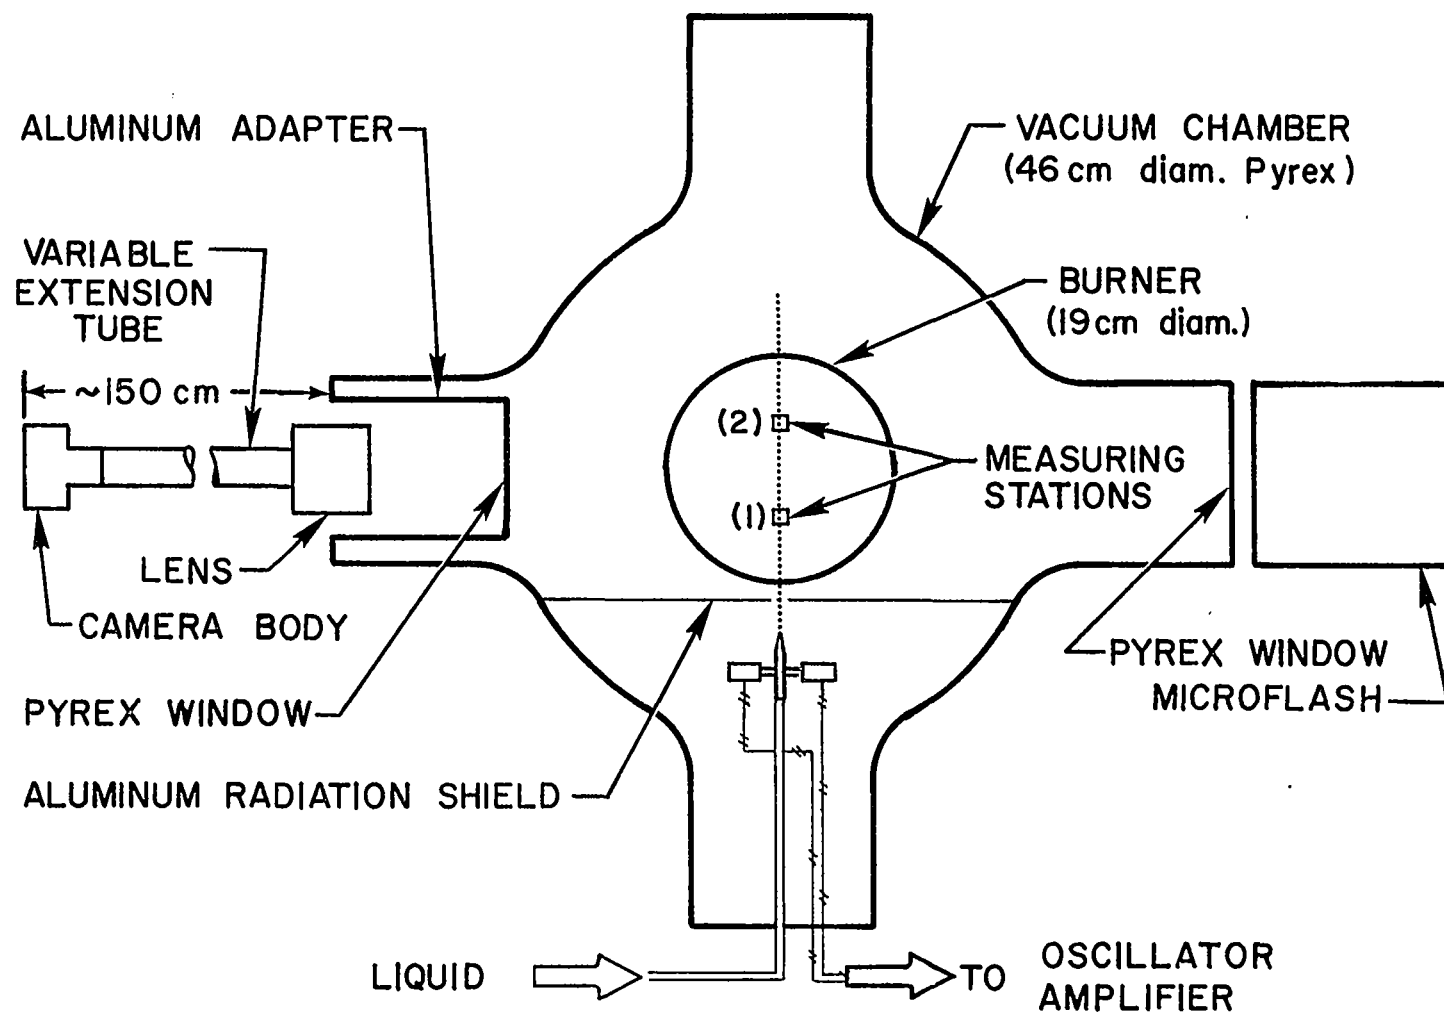 ALUMINUM ADAPTER
VACUUM CHAMBER
(46 cm diam. Pyrex)
VARIABLE
EXTENSION
TUBE
BURNER
(19 cm diam.)
~150 cm
(2)
MEASURING
STATIONS
(1)
LENS
CAMERA BODY
PYREX WINDOW
MICROFLASH
PYREX WINDOW
ALUMINUM RADIATION SHIELD
LIQUID
TO
OSCILLATOR
AMPLIFIER